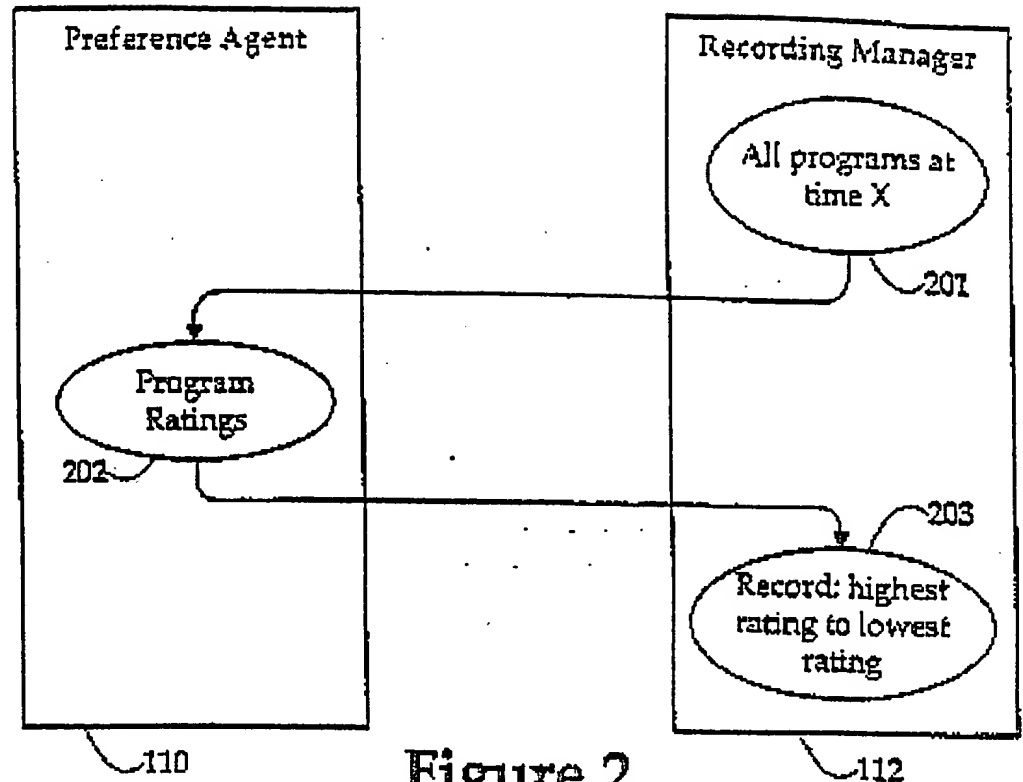 Preference Agent
Recording Manager
All programs at
time X
201
Program
Ratings
202
203
Record: highest
rating to lowest
rating
110
Figure 2
112